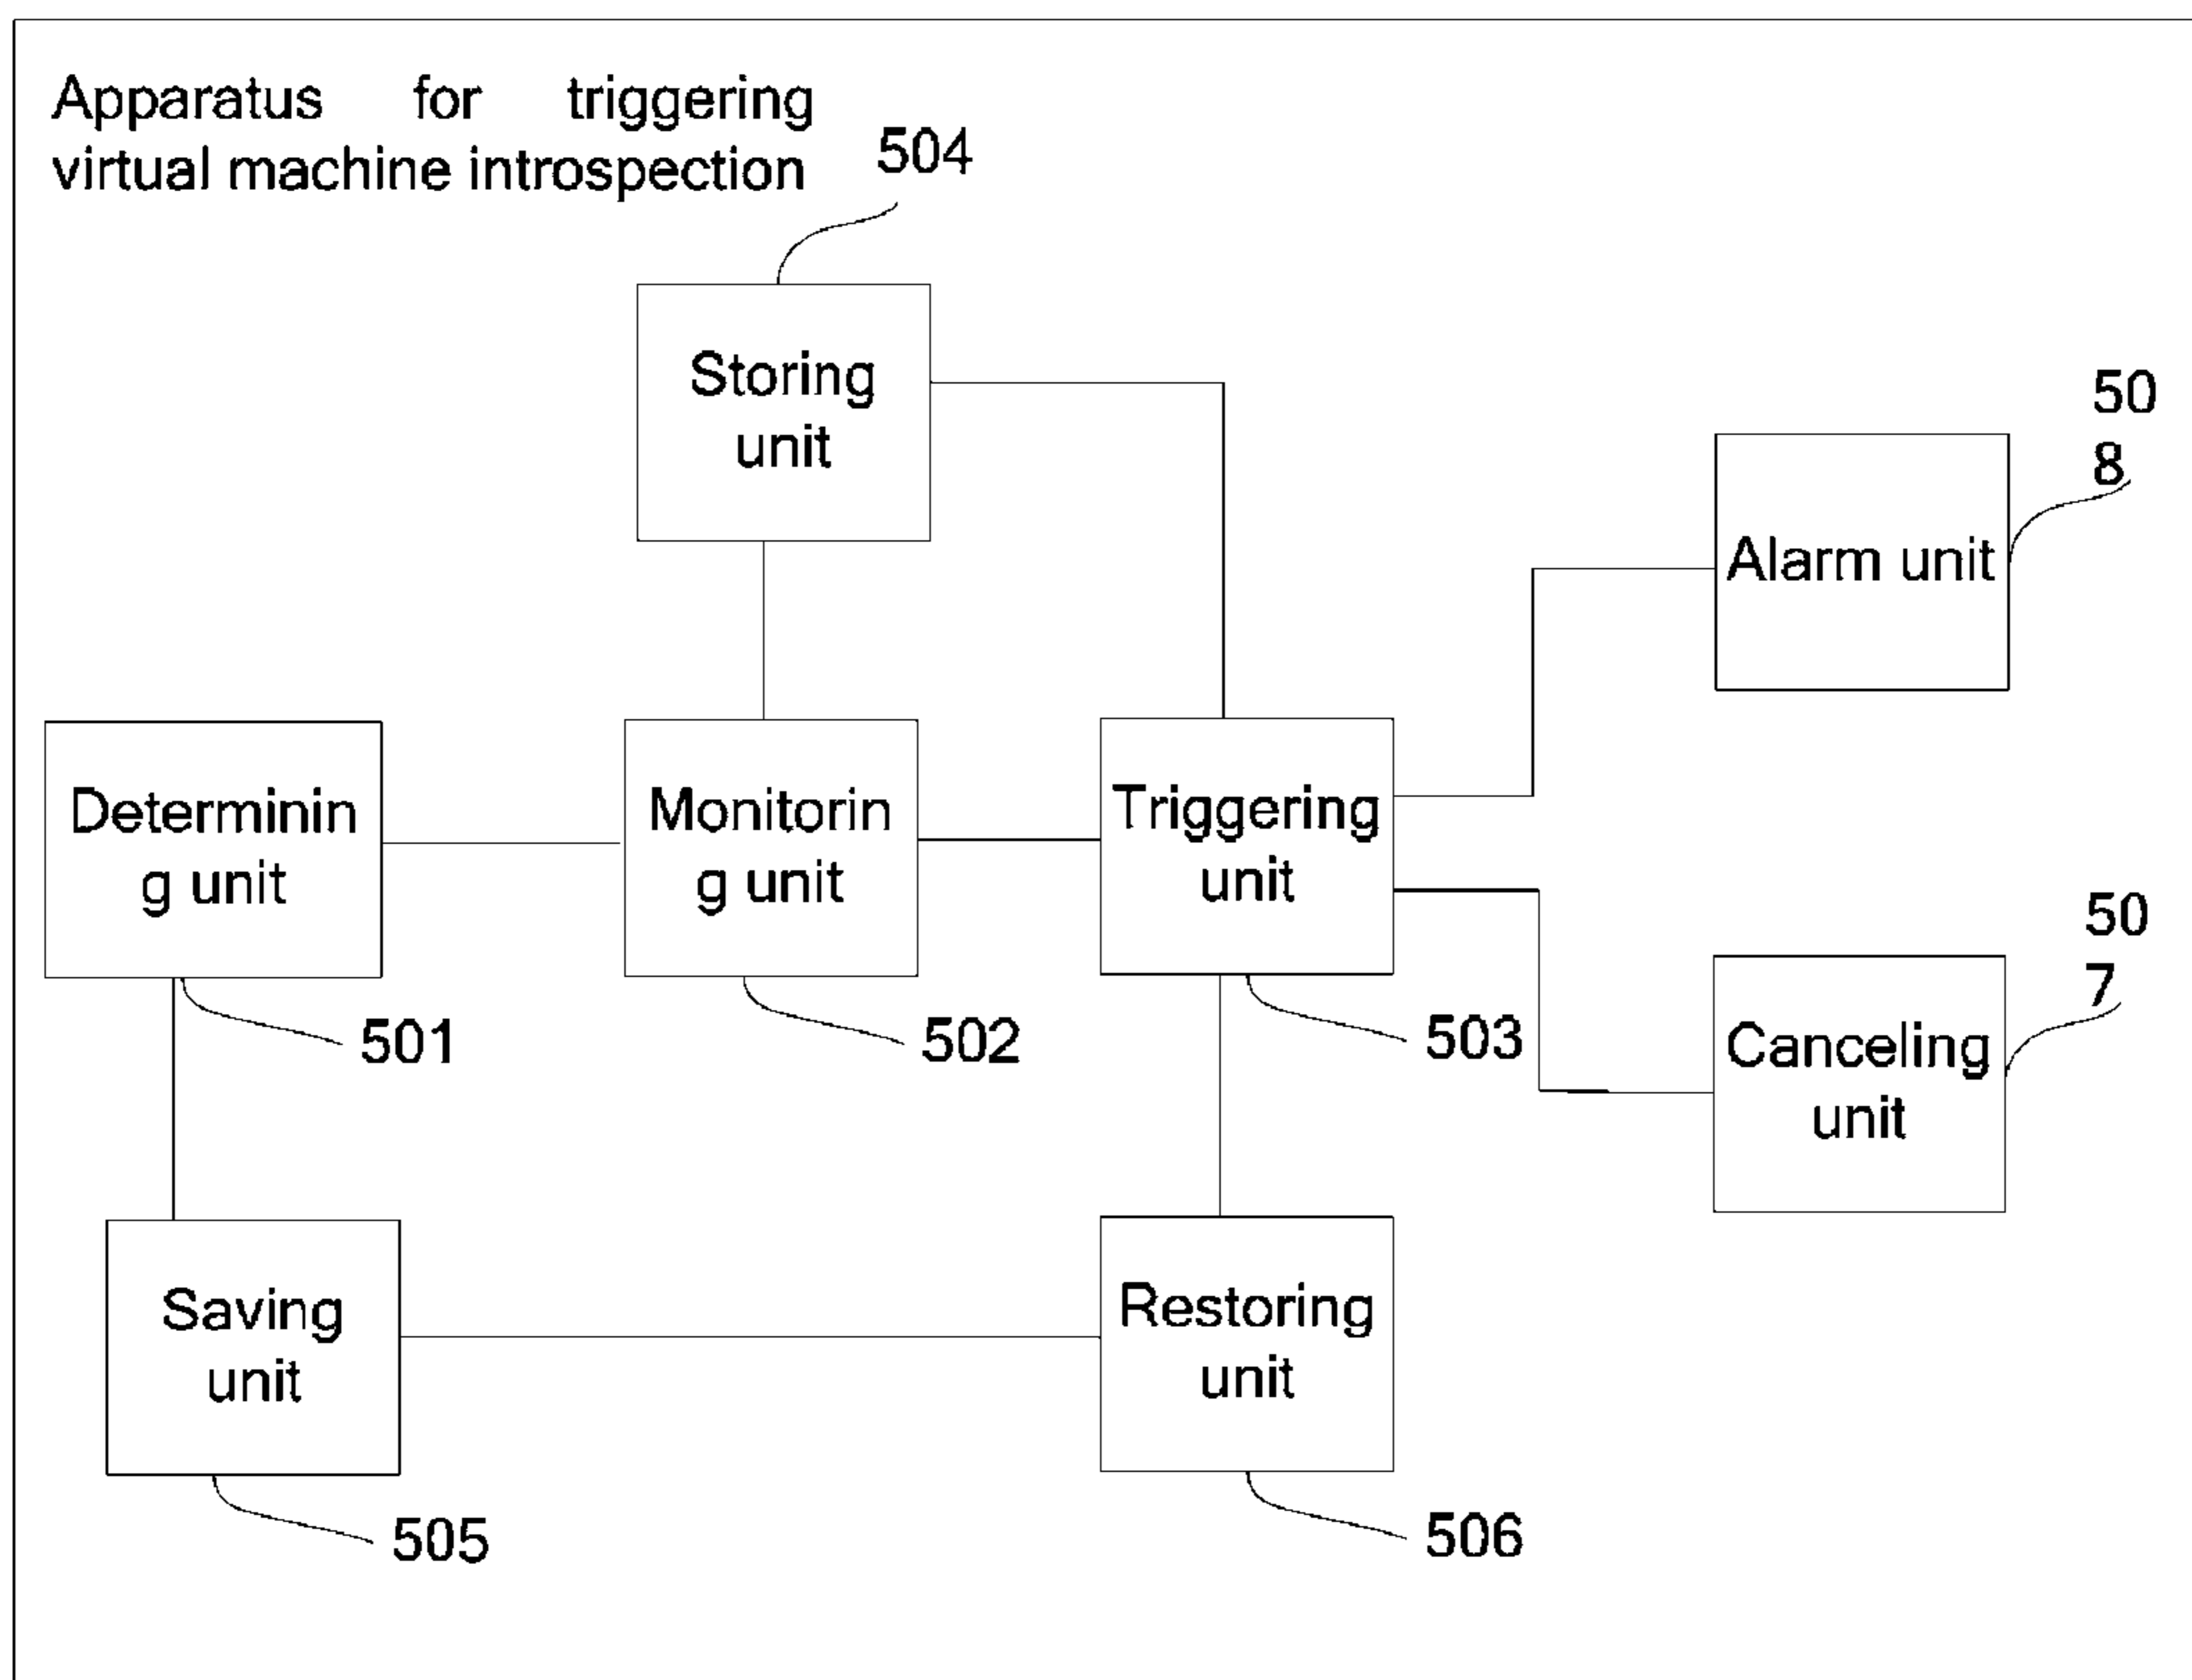 Apparatus for triggering
virtual machine introspection
504
Storing
unit
50
8
Alarm unit
Determinin
g unit
Monitorin
g unit
Triggering
unit
50
7
501
502
503
Canceling
unit
Saving
unit
Restoring
unit
505
506